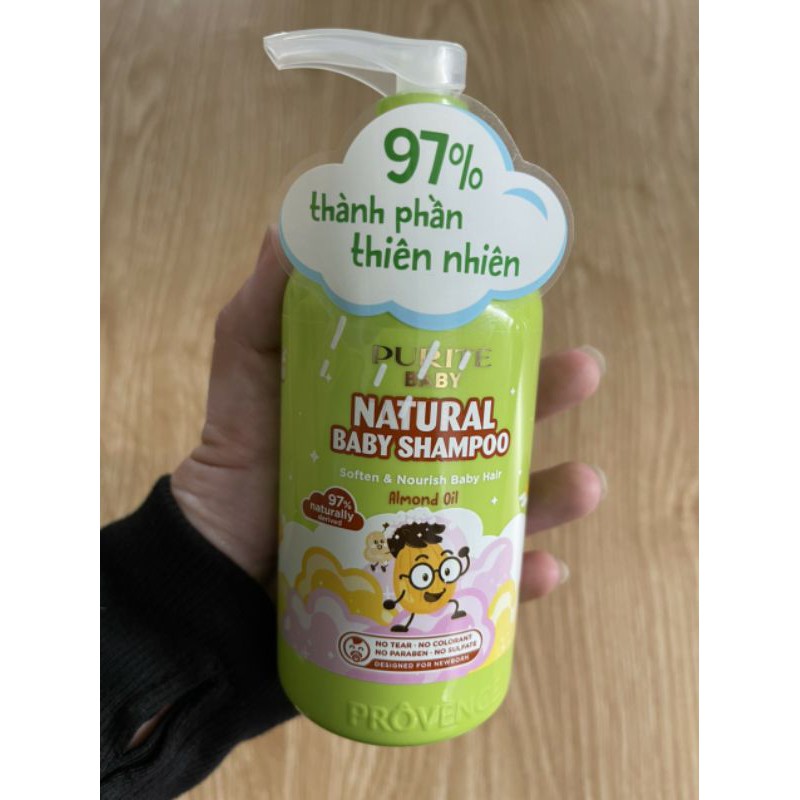 97%
thành phần
thiên nhiên
PURITE
BABY
NATURAL
BABY SHAMPOO
Soften & Nourish Baby Hair
Almond Oil
97%
naturally
derived
NO TEAR · NO COLORANT
NO PARABEN · NO SULFATE
DESIGNED FOR NEWBORN
PRÔVENCE